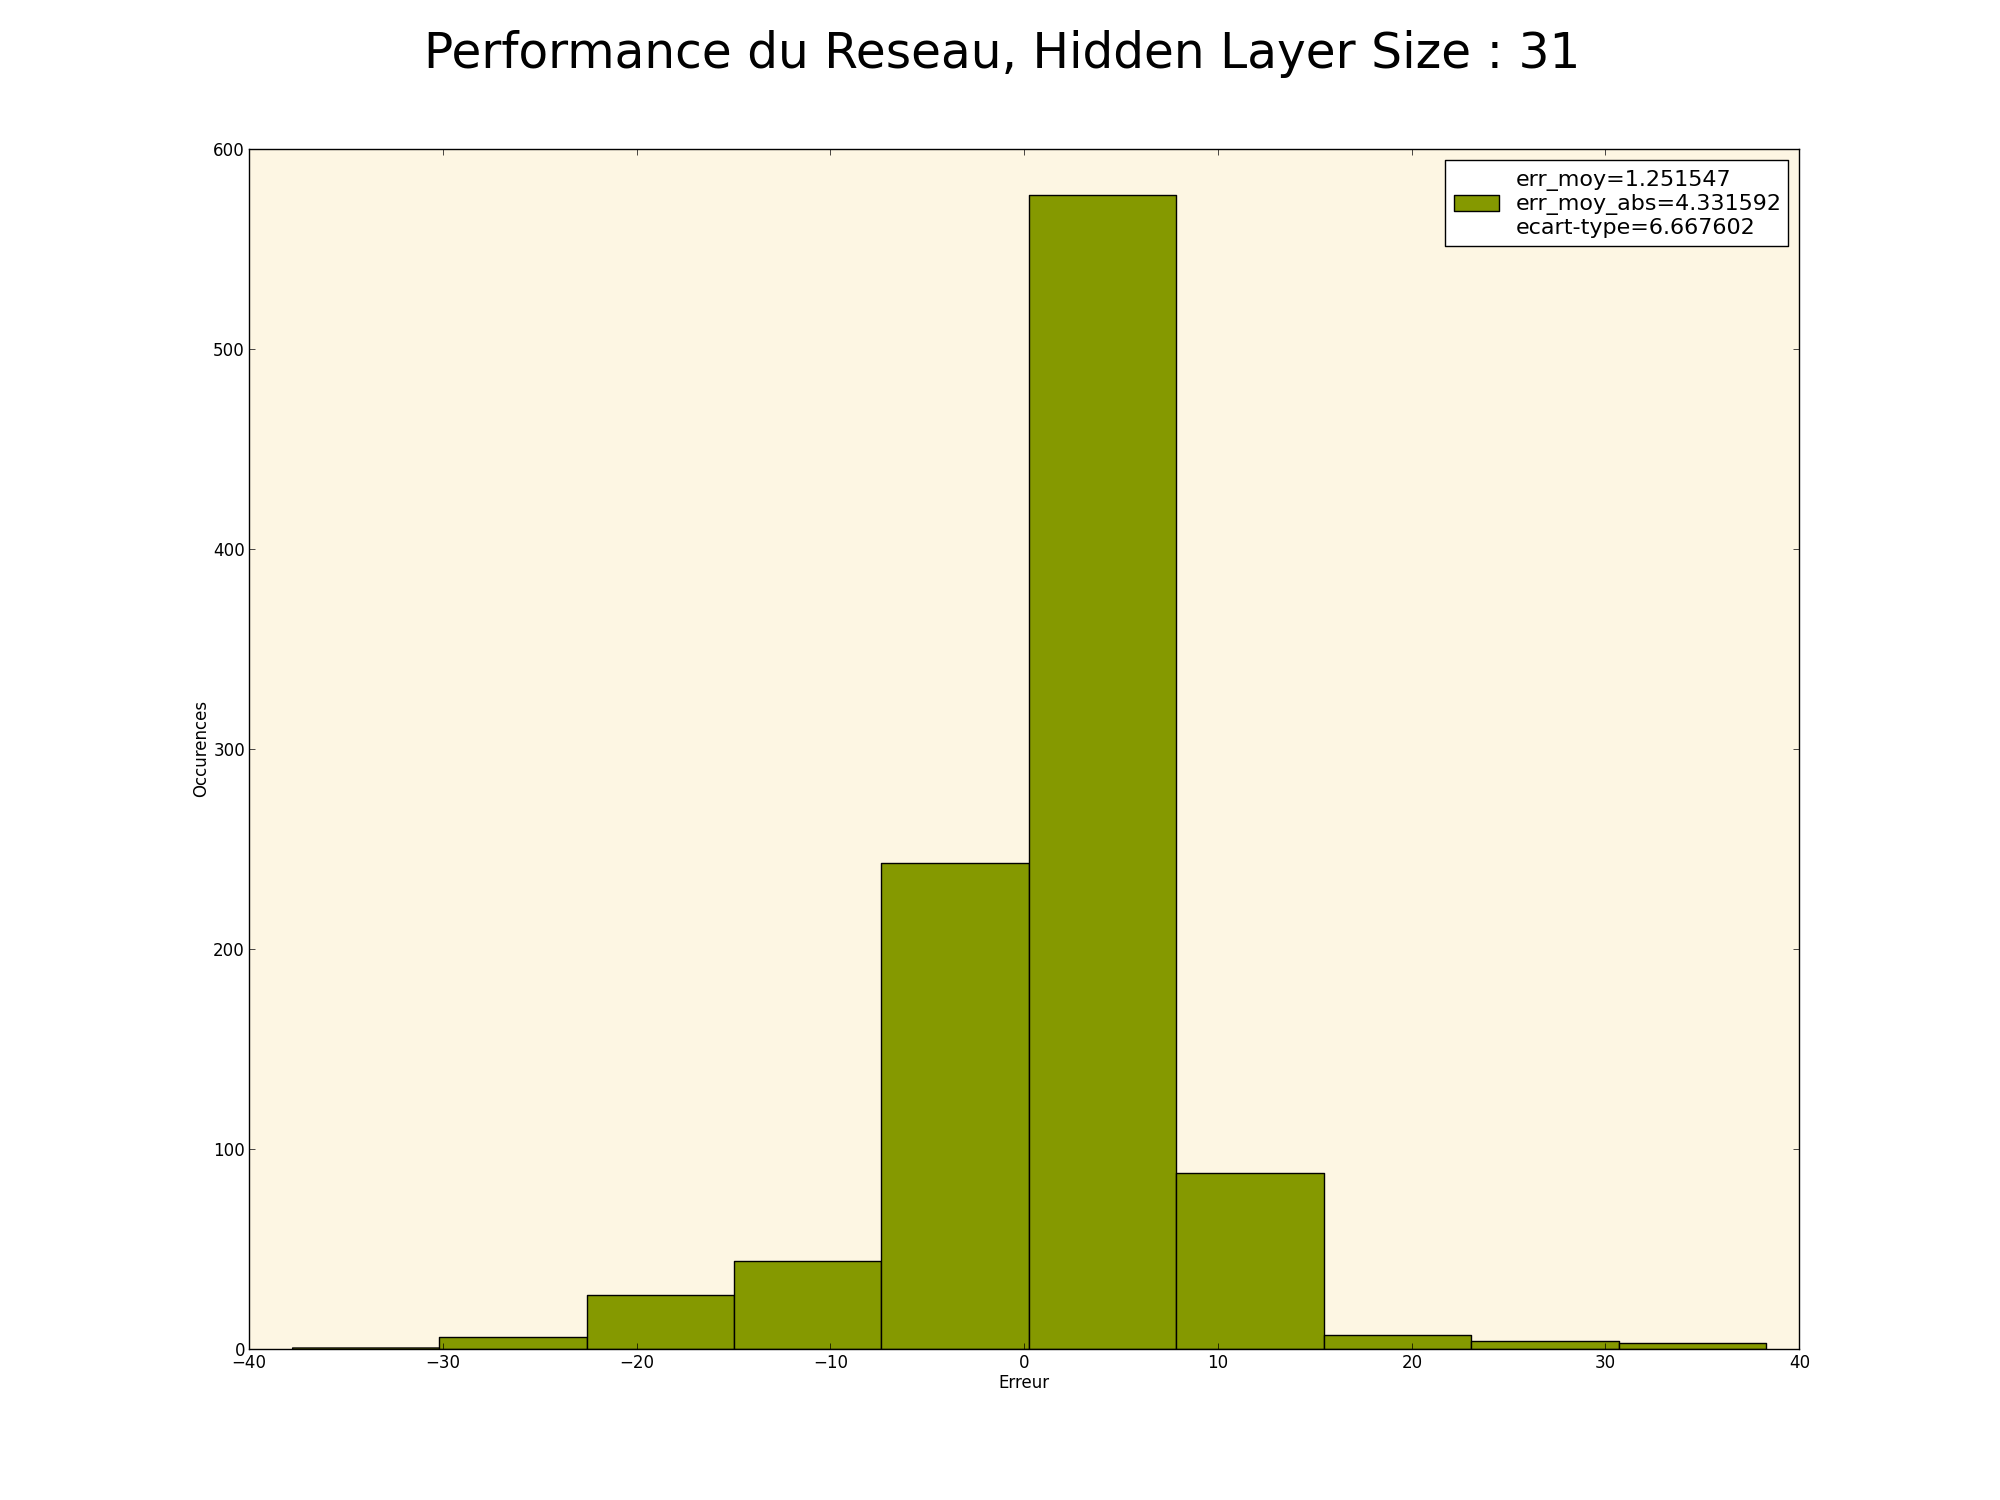 Performance du Reseau, Hidden Layer Size : 31
600
500
400
300
200
100
0
Occurences
err_moy=1.251547
err_moy_abs=4.331592
ecart-type=6.667602
−40 −30 −20 −10 0 10 20 30 40
Erreur